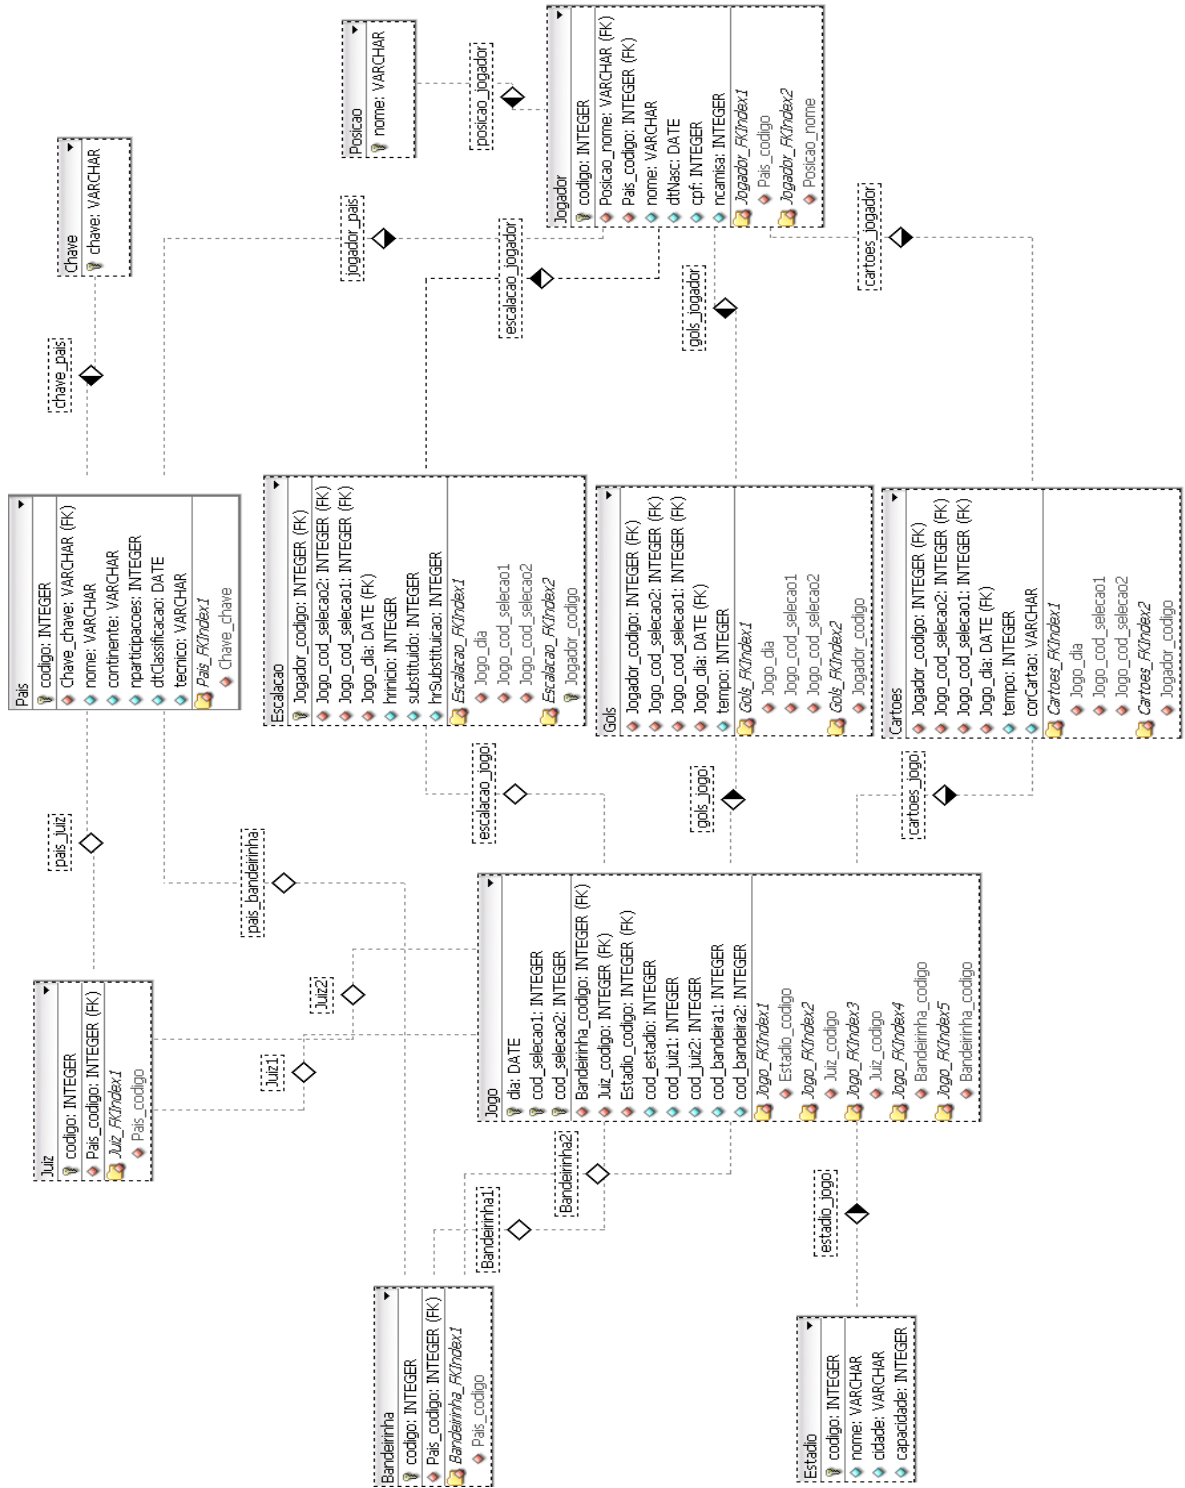 Chave
chave: VARCHAR
chave_pais
Pais
codigo: INTEGER
Chave_chave: VARCHAR (FK)
nome: VARCHAR
continente: VARCHAR
nparticipacoes: INTEGER
dtClassificacao: DATE
tecnico: VARCHAR
Pais_FKIndex1
Chave_chave
pais_juiz
Juiz
codigo: INTEGER
Pais_codigo: INTEGER (FK)
Juiz_FKIndex1
Pais_codigo
Posicao
nome: VARCHAR
posicao_jogador
Jogador
codigo: INTEGER
Posicao_nome: VARCHAR (FK)
Pais_codigo: INTEGER (FK)
nome: VARCHAR
dtNasc: DATE
cpf: INTEGER
ncamisa: INTEGER
Jogador_FKIndex1
Pais_codigo
Jogador_FKIndex2
Posicao_nome
jogador_pais
escalacao_jogador
gols_jogador
cartoes_jogador
Escalacao
Jogador_codigo: INTEGER (FK)
Jogo_cod_selecao2: INTEGER (FK)
Jogo_cod_selecao1: INTEGER (FK)
Jogo_dia: DATE (FK)
hrinicio: INTEGER
substituido: INTEGER
hrSubstituicao: INTEGER
Escalacao_FKIndex1
Jogo_dia
Jogo_cod_selecao1
Jogo_cod_selecao2
Escalacao_FKIndex2
Jogador_codigo
Gols
Jogador_codigo: INTEGER (FK)
Jogo_cod_selecao2: INTEGER (FK)
Jogo_cod_selecao1: INTEGER (FK)
Jogo_dia: DATE (FK)
tempo: INTEGER
Gols_FKIndex1
Jogo_dia
Jogo_cod_selecao1
Jogo_cod_selecao2
Gols_FKIndex2
Jogador_codigo
Cartoes
Jogador_codigo: INTEGER (FK)
Jogo_cod_selecao2: INTEGER (FK)
Jogo_cod_selecao1: INTEGER (FK)
Jogo_dia: DATE (FK)
tempo: INTEGER
corCartao: VARCHAR
Cartoes_FKIndex1
Jogo_dia
Jogo_cod_selecao1
Jogo_cod_selecao2
Cartoes_FKIndex2
Jogador_codigo
escalacao_jogo
gols_jogo
cartoes_jogo
pais_bandeirinha
Juiz2
Juiz1
Jogo
dia: DATE
cod_selecao1: INTEGER
cod_selecao2: INTEGER
Bandeirinha_codigo: INTEGER (FK)
Juiz_codigo: INTEGER (FK)
Estadio_codigo: INTEGER (FK)
cod_estadio: INTEGER
cod_juiz1: INTEGER
cod_juiz2: INTEGER
cod_bandeira1: INTEGER
cod_bandeira2: INTEGER
Jogo_FKIndex1
Estadio_codigo
Jogo_FKIndex2
Juiz_codigo
Jogo_FKIndex3
Juiz_codigo
Jogo_FKIndex4
Bandeirinha_codigo
Jogo_FKIndex5
Bandeirinha_codigo
Bandeirinha1
Bandeirinha2
estadio_jogo
Bandeirinha
codigo: INTEGER
Pais_codigo: INTEGER (FK)
Bandeirinha_FKIndex1
Pais_codigo
Estadio
codigo: INTEGER
nome: VARCHAR
cidade: VARCHAR
capacidade: INTEGER